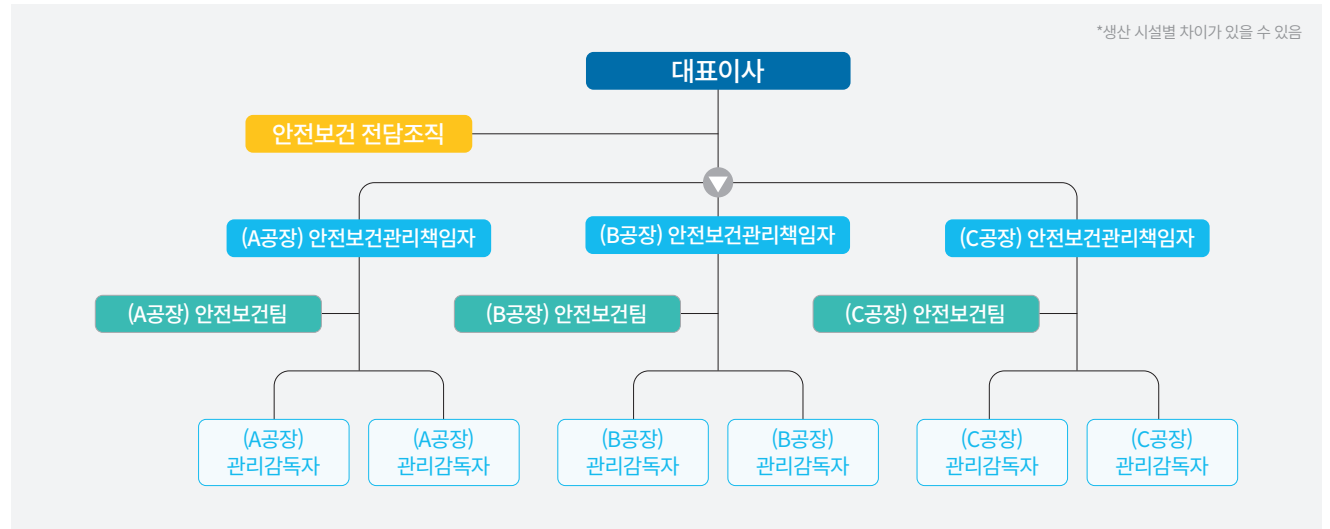 *생산 시설별 차이가 있을 수 있음
대표이사
안전보건 전담조직
(A공장) 안전보건관리책임자
(B공장) 안전보건관리책임자
(C공장) 안전보건관리책임자
(A공장) 안전보건팀
(B공장) 안전보건팀
(C공장) 안전보건팀
(A공장)
관리감독자
(A공장)
관리감독자
(B공장)
관리감독자
(B공장)
관리감독자
(C공장)
관리감독자
(C공장)
관리감독자